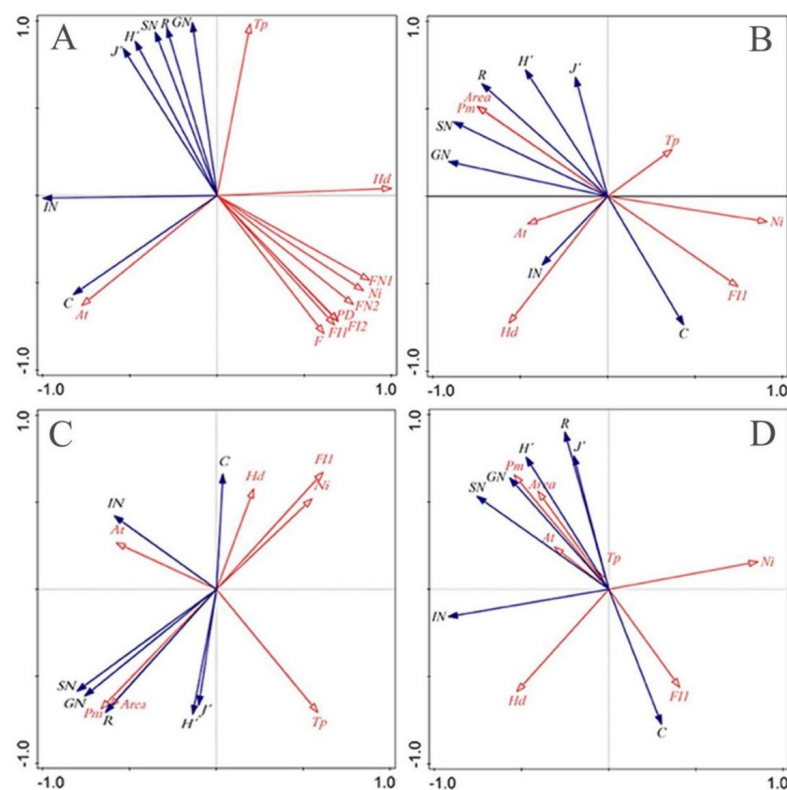 A
1.0
-1.0
-1.0
1.0
J´
H´
SN
R
GN
Tp
Hd
IN
C
At
FN1
Ni
FN2
PD
FI2
FI1
F
B
-1.0
1.0
R
H´
J´
Area
Pm
SN
GN
Tp
At
Ni
IN
FI1
Hd
C
C
1.0
-1.0
-1.0
1.0
C
Hd
FI1
Ni
IN
At
SN
GN
Pm
Area
R
H´
J´
Tp
D
-1.0
1.0
R
H´
J´
Pm
GN
Area
SN
At
Tp
Ni
IN
Hd
FI1
C